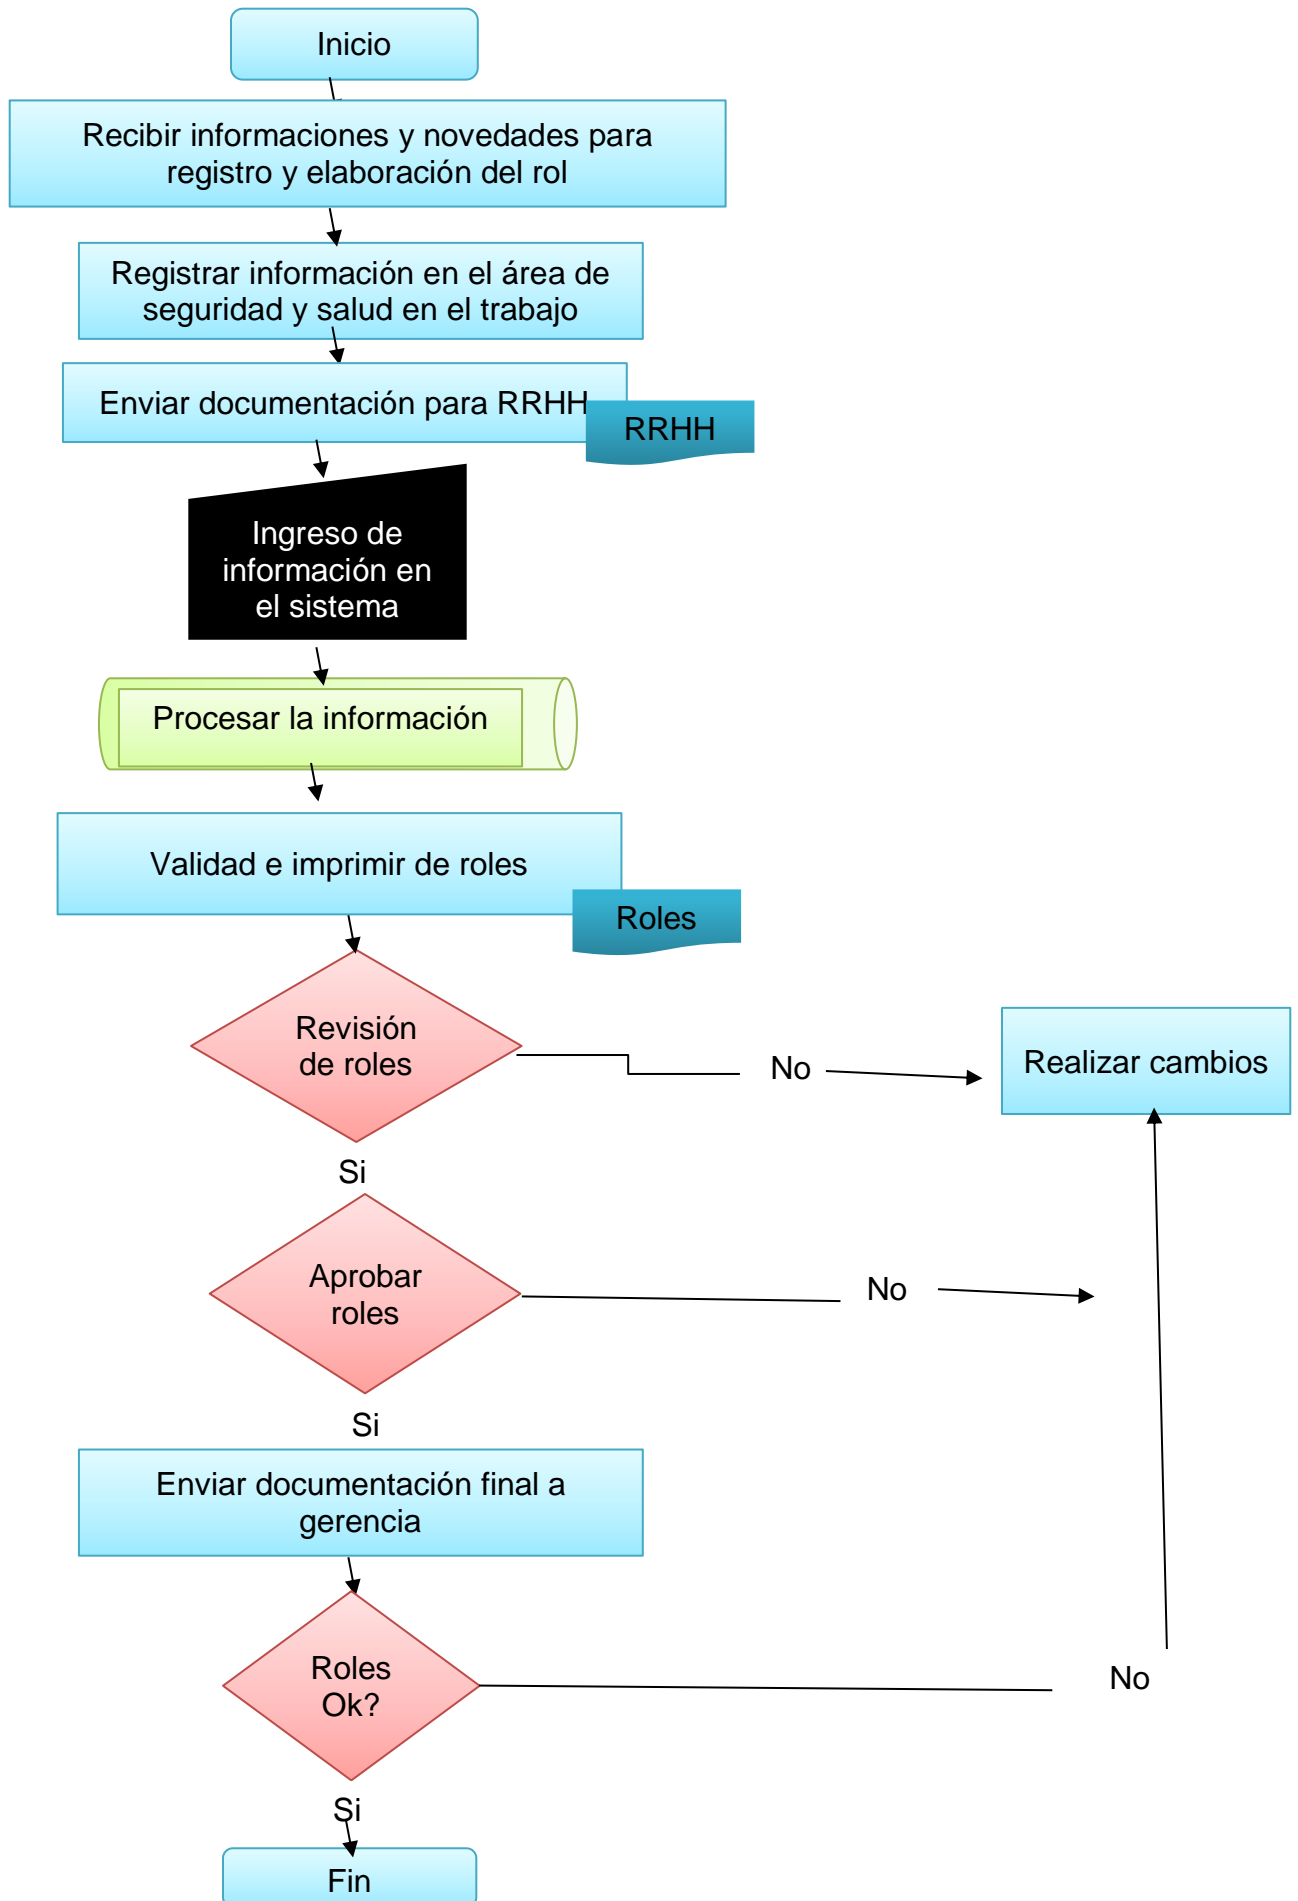 Inicio
Recibir informaciones y novedades para
registro y elaboración del rol
Registrar información en el área de
seguridad y salud en el trabajo
Enviar documentación para RRHH
RRHH
Ingreso de
información en
el sistema
Procesar la información
Validad e imprimir de roles
Roles
Revisión
de roles
No
Realizar cambios
Si
Aprobar
roles
No
Si
Enviar documentación final a
gerencia
Roles
Ok?
No
Si
Fin